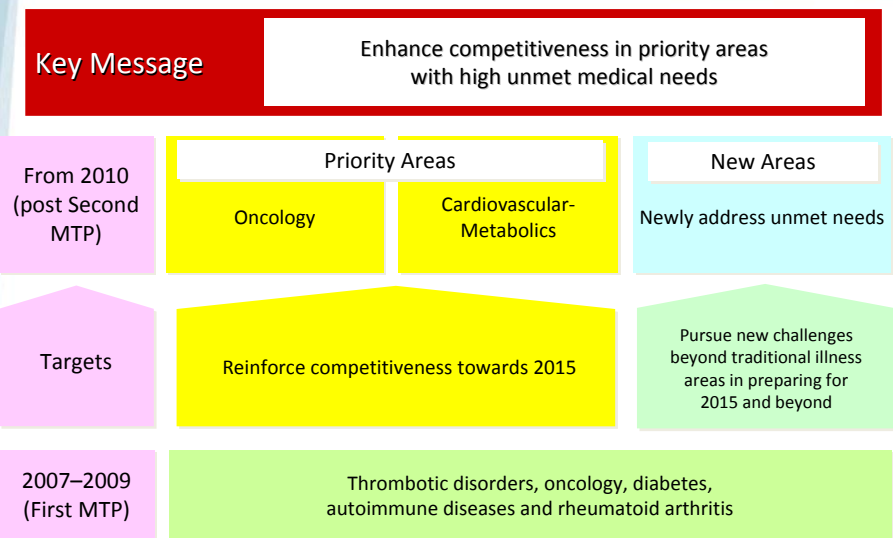 Key Message
Enhance competitiveness in priority areas
with high unmet medical needs
From 2010
(post Second
MTP)
Priority Areas
Oncology
Cardiovascular-
Metabolics
New Areas
Newly address unmet needs
Targets
Reinforce competitiveness towards 2015
Pursue new challenges
beyond traditional illness
areas in preparing for
2015 and beyond
2007–2009
(First MTP)
Thrombotic disorders, oncology, diabetes,
autoimmune diseases and rheumatoid arthritis